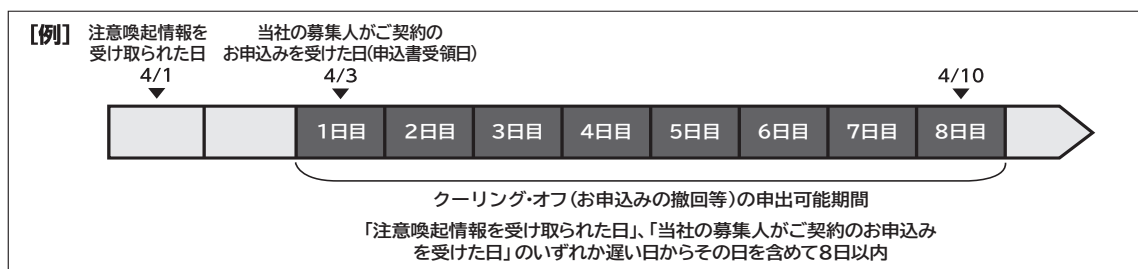 [例]
注意喚起情報を
受け取られた日
4/1
当社の募集人がご契約の
お申込みを受けた日(申込書受領日)
4/3
4/10
1日目 2日目 3日目 4日目 5日目 6日目 7日目 8日目
クーリング・オフ(お申込みの撤回等)の申出可能期間
「注意喚起情報を受け取られた日」、「当社の募集人がご契約のお申込み
を受けた日」のいずれか遅い日からその日を含めて8日以内